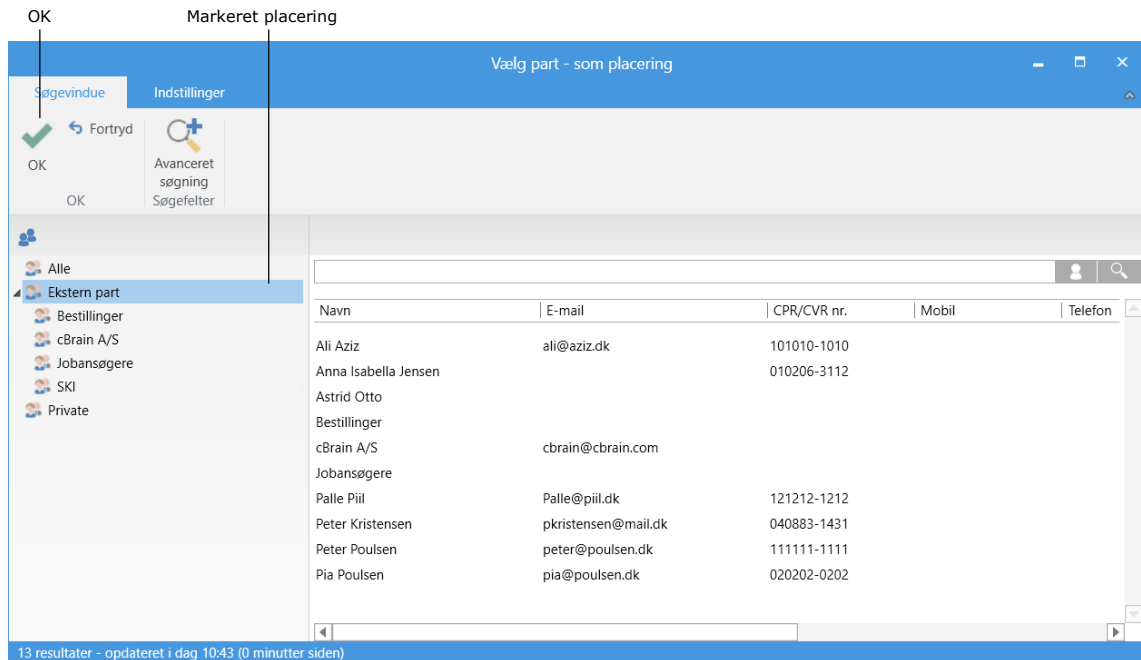 OK Markeret placering
Vælg part - som placering
Søgevindue Indstillinger
Fortryd
OK Avanceret
søgning
OK Søgefelter
Alle
Ekstern part
Bestillinger
cBrain A/S
Jobansøgere
SKI
Private
Navn E-mail CPR/CVR nr. Mobil Telefon
Ali Aziz ali@aziz.dk 101010-1010
Anna Isabella Jensen 010206-3112
Astrid Otto
Bestillinger
cBrain A/S cbrain@cbrain.com
Jobansøgere
Palle Piil Palle@piil.dk 121212-1212
Peter Kristensen pkristensen@mail.dk 040883-1431
Peter Poulsen peter@poulsen.dk 111111-1111
Pia Poulsen pia@poulsen.dk 020202-0202
13 resultater - opdateret i dag 10:43 (0 minutter siden)